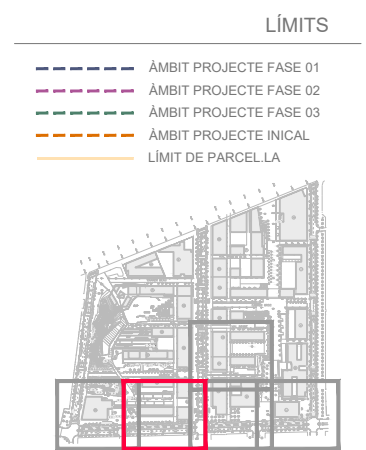 LÍMITS
ÀMBIT PROJECTE FASE 01
ÀMBIT PROJECTE FASE 02
ÀMBIT PROJECTE FASE 03
ÀMBIT PROJECTE INICAL
LÍMIT DE PARCEL.LA